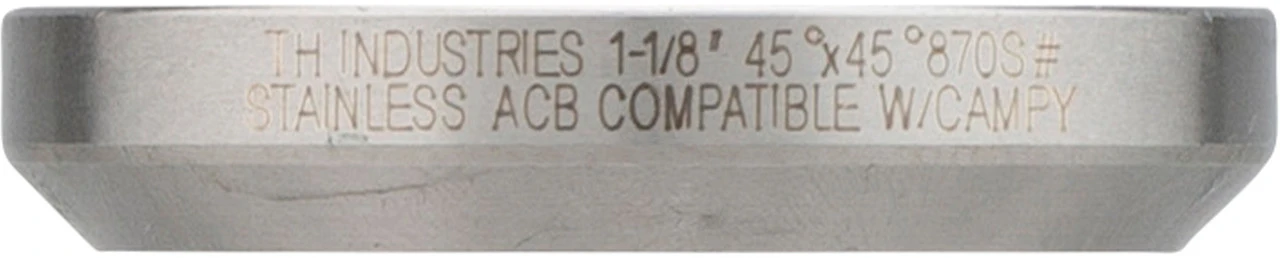 TH INDUSTRIES 1-1/8" 45°x45°870S#
STAINLESS ACB COMPATIBLE W/CAMPY